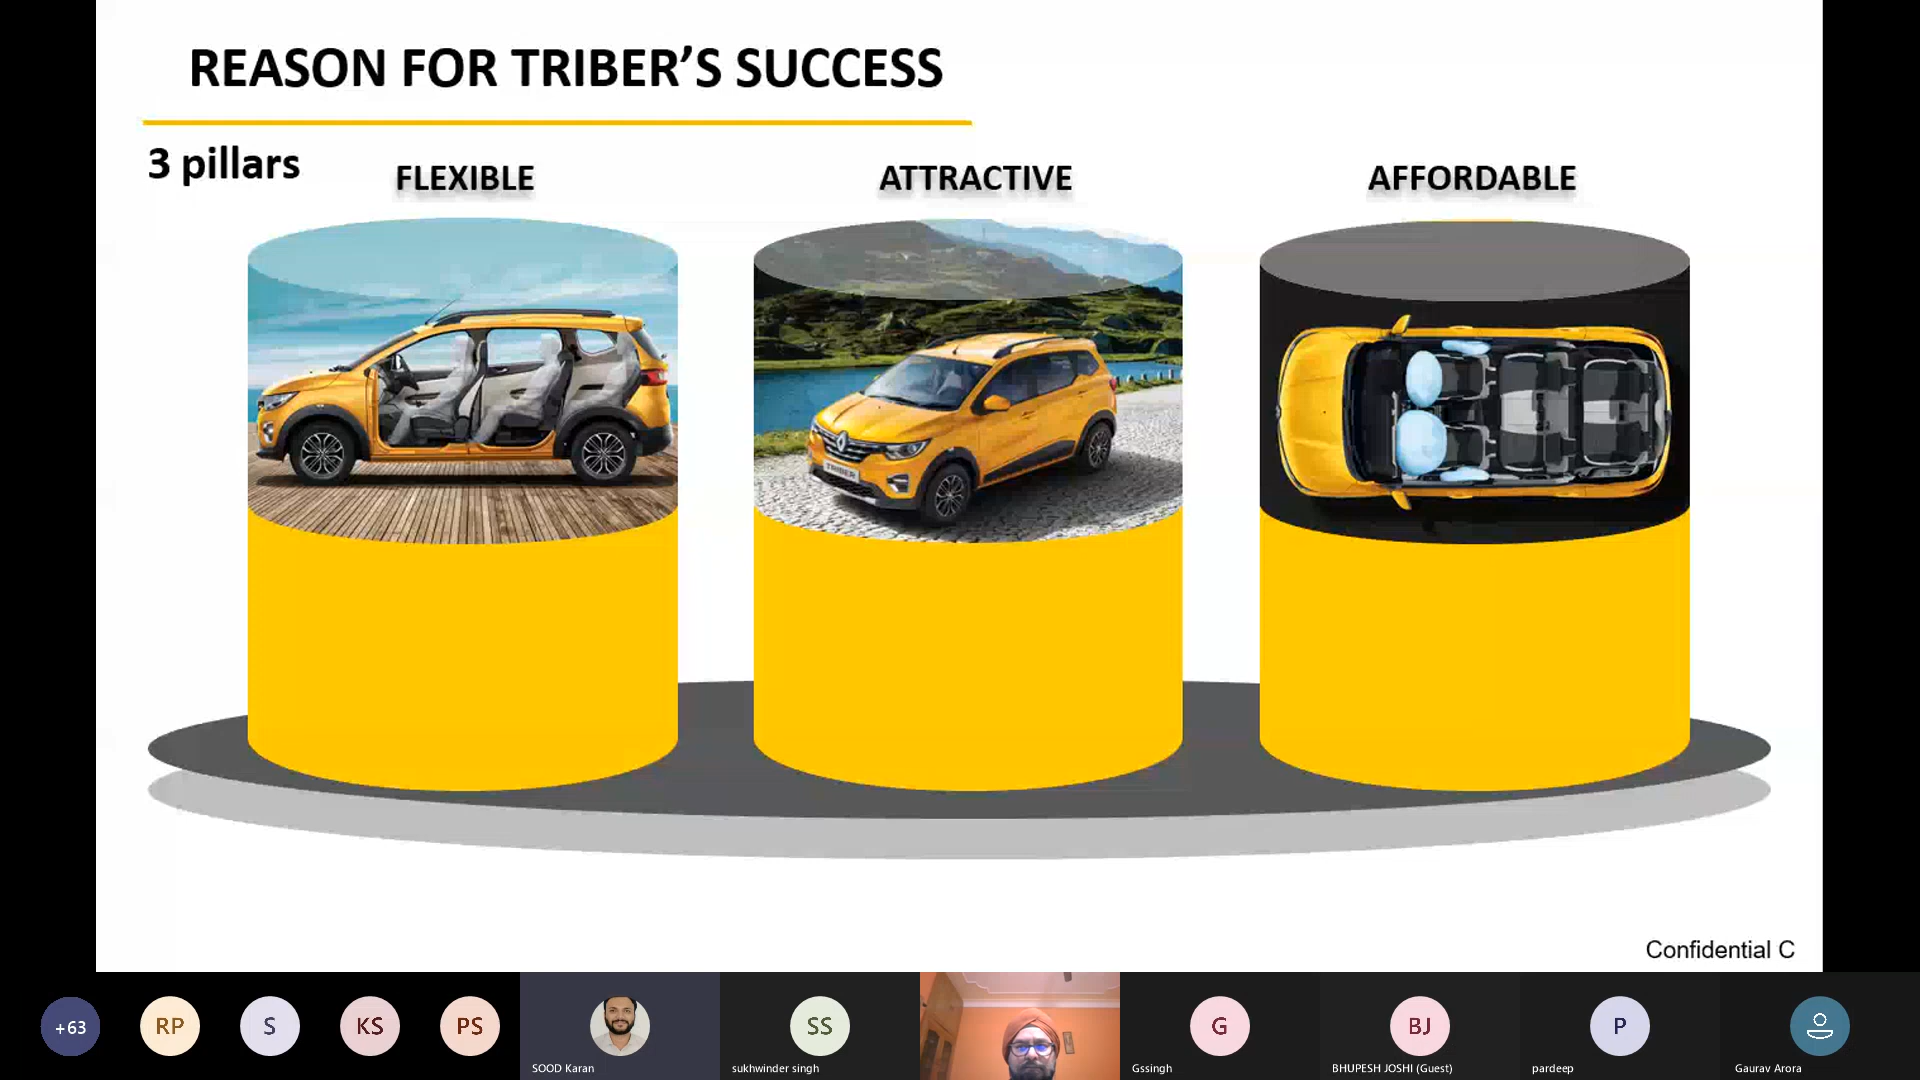 REASON FOR TRIBER’S SUCCESS
3 pillars
FLEXIBLE
ATTRACTIVE
AFFORDABLE
TRIBER
Confidential C
+63
RP
S
KS
PS
SS
G
BJ
P
SOOD Karan
sukhwinder singh
Gssingh
BHUPESH JOSHI (Guest)
pardeep
Gaurav Arora